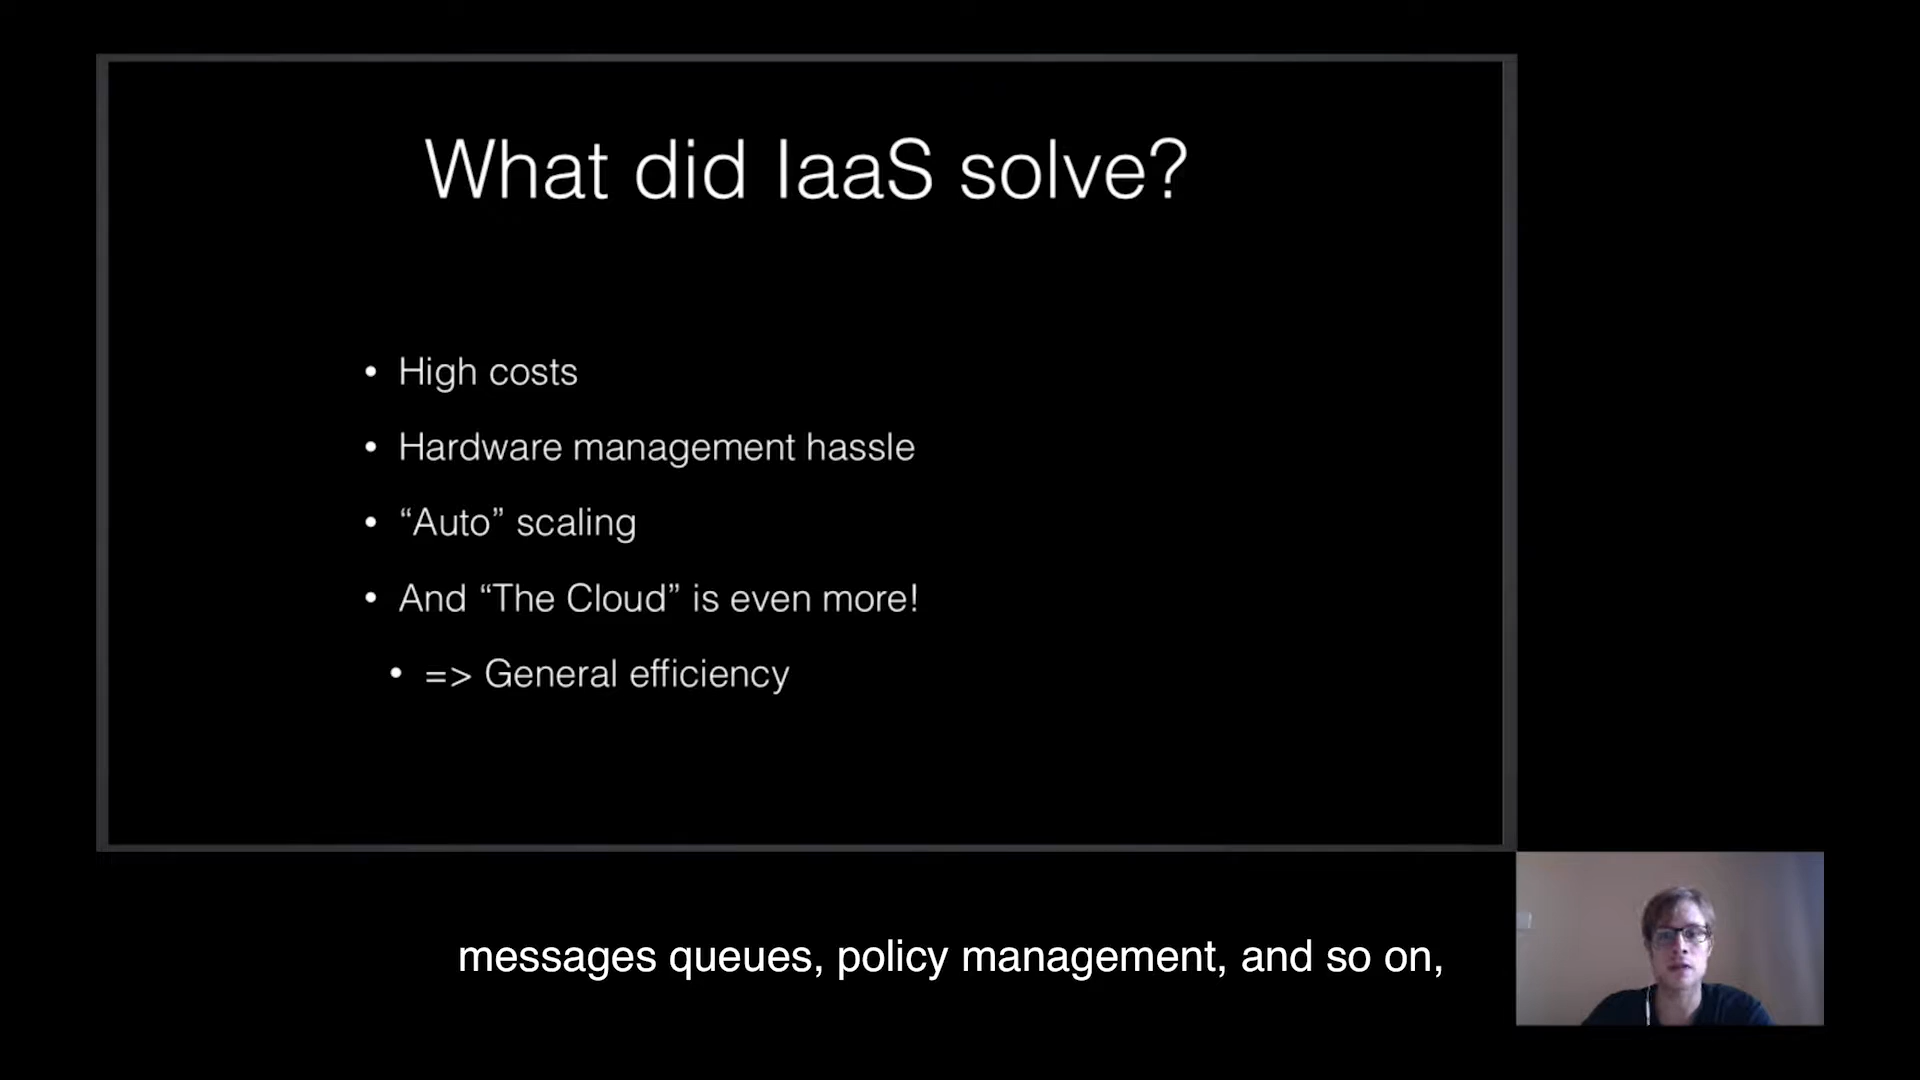 What did IaaS solve?
• High costs
• Hardware management hassle
• “Auto” scaling
• And “The Cloud” is even more!
• => General efficiency
messages queues, policy management, and so on,